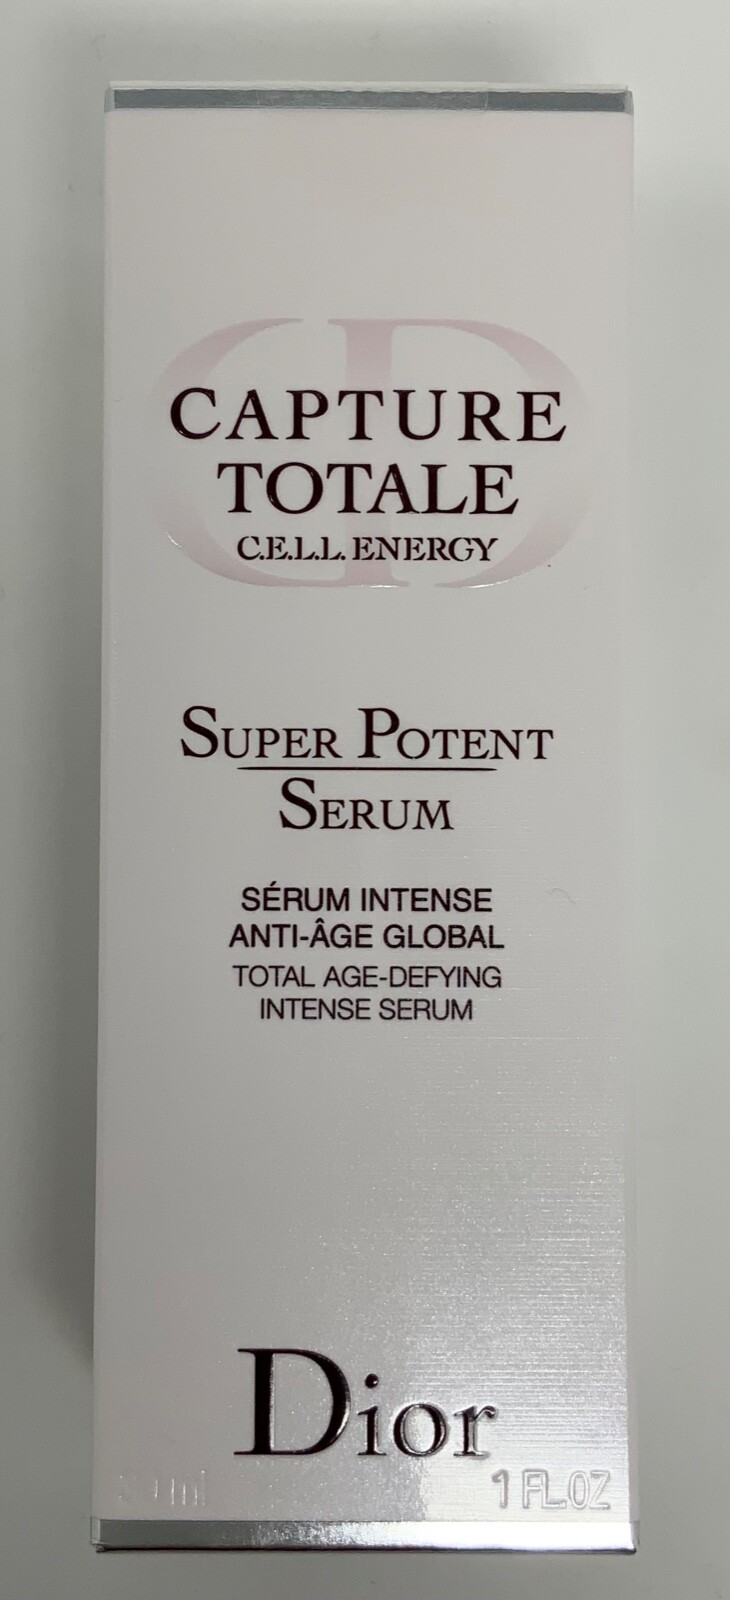 CAPTURE
TOTALE
C.E.L.L. ENERGY
SUPER POTENT
SERUM
SÉRUM INTENSE
ANTI-ÂGE GLOBAL
TOTAL AGE-DEFYING
INTENSE SERUM
Dior
ml 1 FL.OZ